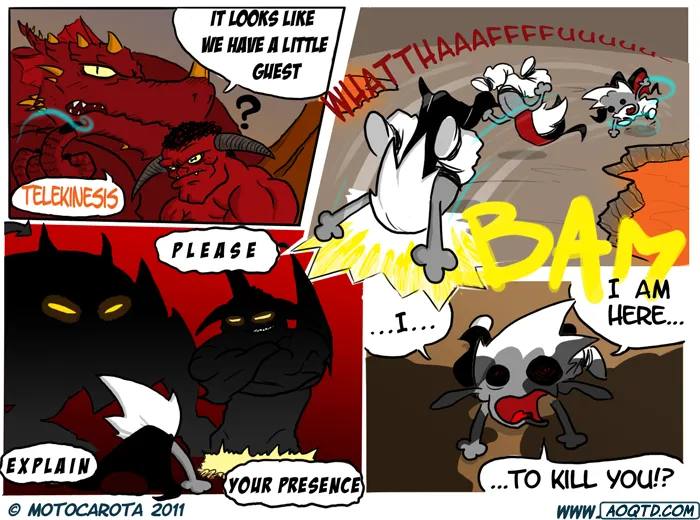 IT LOOKS LIKE
WE HAVE A LITTLE
GUEST
?
TELEKINESIS
WHATTHAAAFFFFUUUUU...
BAM
PLEASE
EXPLAIN
YOUR PRESENCE
...I...
I AM
HERE...
...TO KILL YOU!?
© MOTOCAROTA 2011
WWW.AOQTD.COM